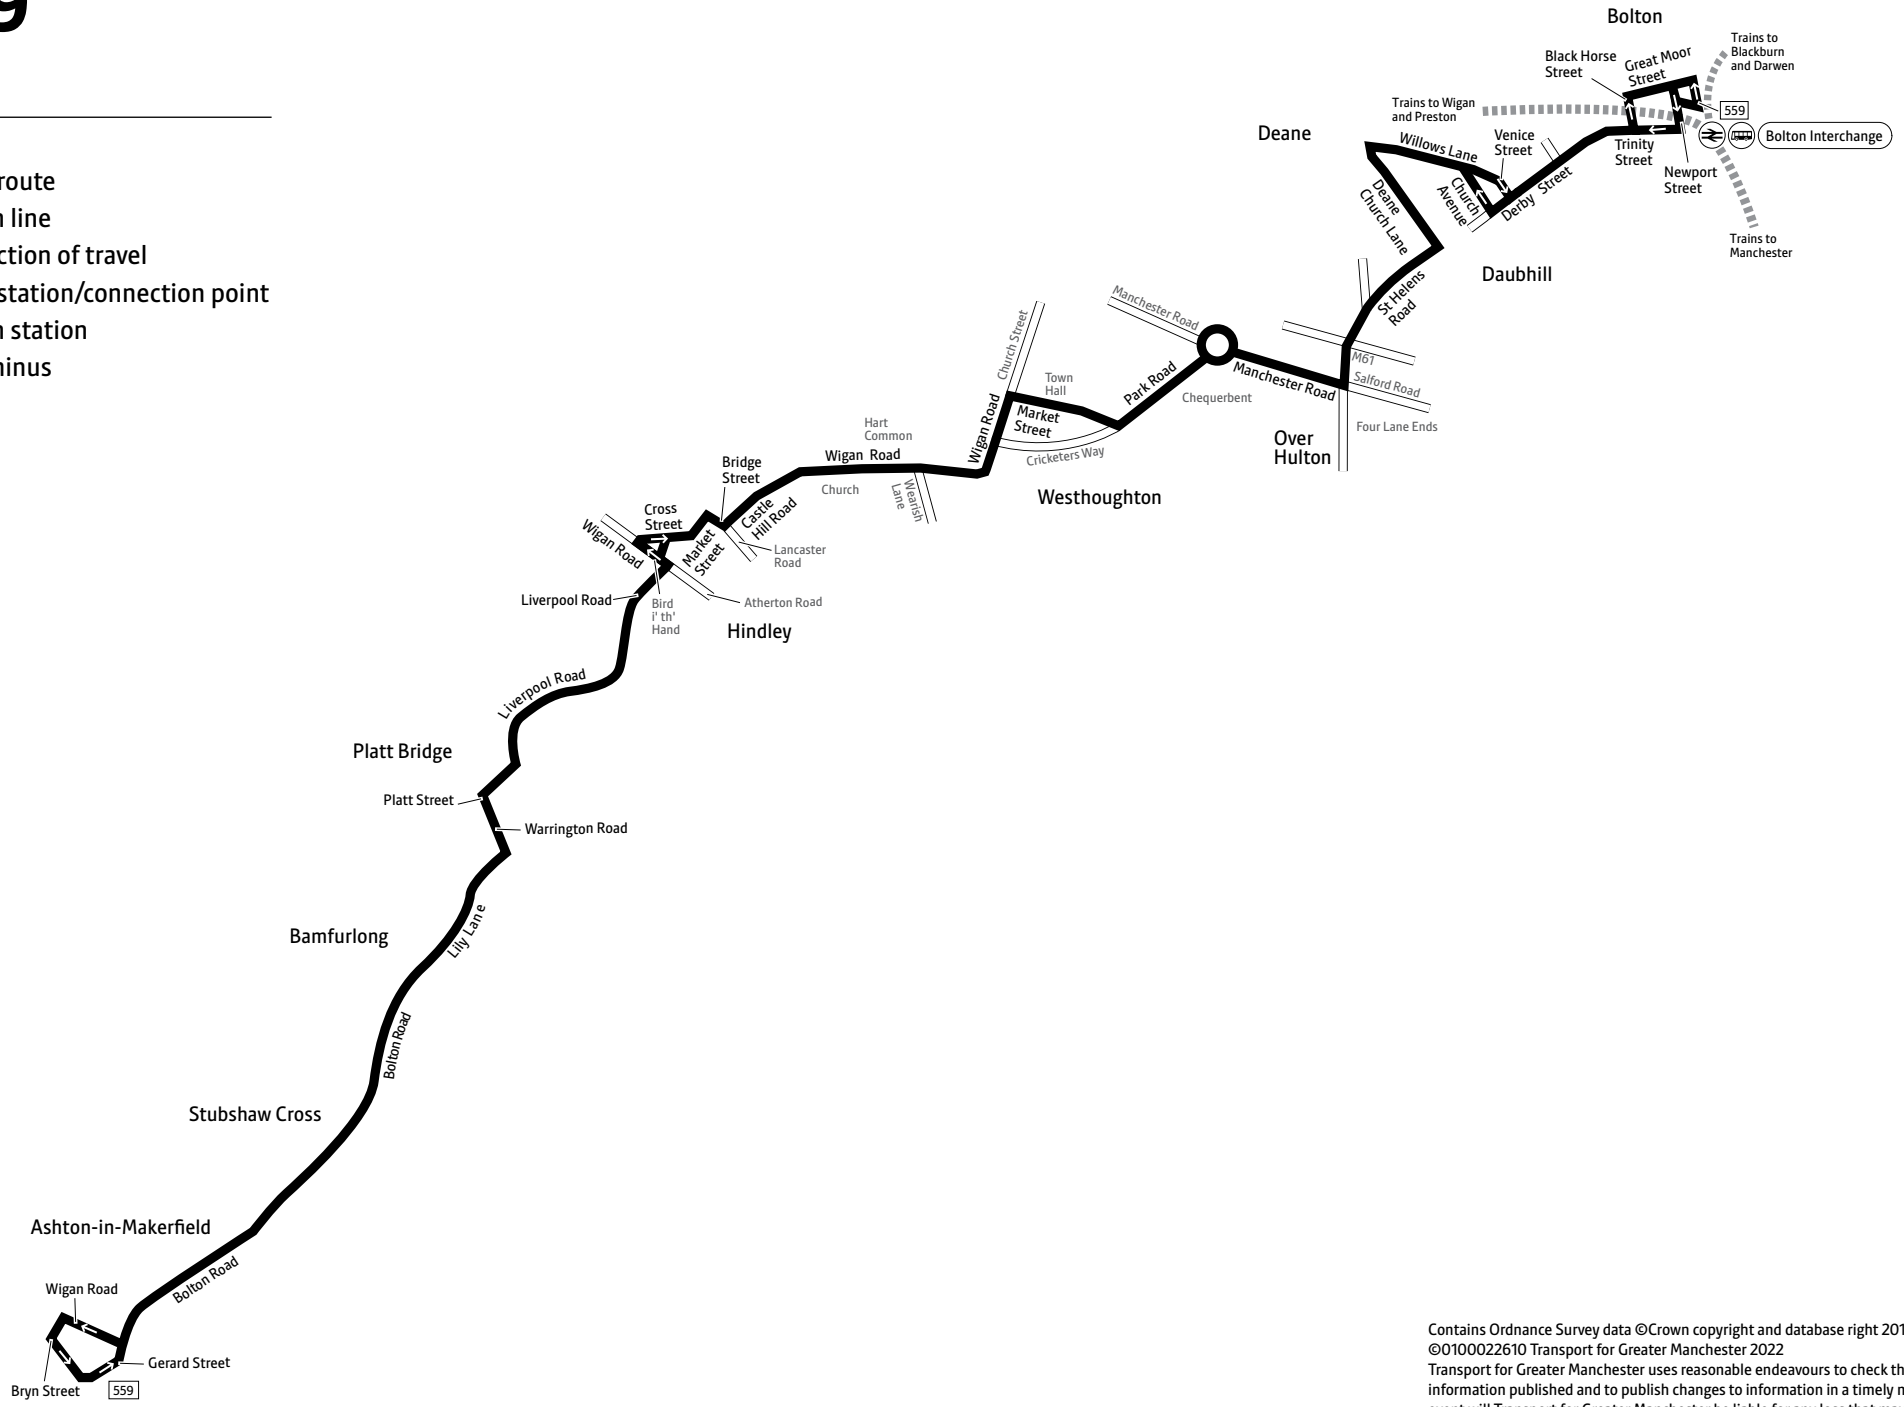 g
route
n line
ction of travel
station/connection point
n station
minus
Bolton
Black Horse
Street
Great Moor
Street
Trains to
Blackburn
and Darwen
Trains to Wigan
and Preston
559
Bolton Interchange
Deane
Willows Lane
Venice
Street
Trinity
Street
Newport
Street
Deane
Church Lane
Church
Avenue
Derby Street
Trains to
Manchester
Daubhill
St Helens
Road
Manchester Road
M61
Salford Road
Manchester Road
Chequerbent
Four Lane Ends
Over
Hulton
Church Street
Town
Hall
Park Road
Market
Street
Wigan Road
Cricketers Way
Westhoughton
Hart
Common
Wigan Road
Church
Wearish
Lane
Bridge
Street
Castle
Hill Road
Cross
Street
Wigan Road
Market
Street
Lancaster
Road
Liverpool Road
Bird
i' th'
Hand
Atherton Road
Hindley
Liverpool Road
Platt Bridge
Platt Street
Warrington Road
Bamfurlong
Lily Lane
Bolton Road
Stubshaw Cross
Ashton-in-Makerfield
Bolton Road
Wigan Road
Gerard Street
Bryn Street
559
Contains Ordnance Survey data ©Crown copyright and database right 201
©0100022610 Transport for Greater Manchester 2022
Transport for Greater Manchester uses reasonable endeavours to check th
information published and to publish changes to information in a timely